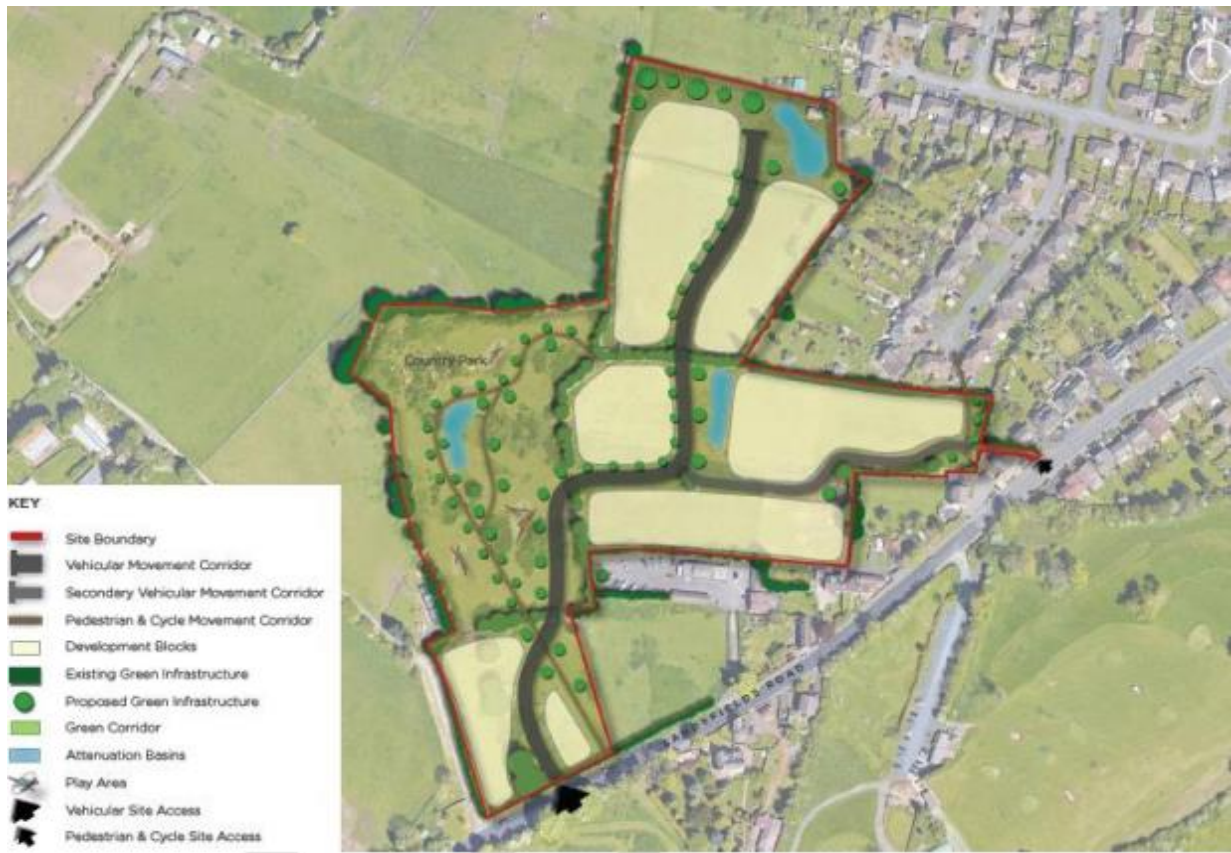 N
Country Park
KEY
Site Boundary
Vehicular Movement Corridor
Secondary Vehicular Movement Corridor
Pedestrian & Cycle Movement Corridor
Development Blocks
Existing Green Infrastructure
Proposed Green Infrastructure
Green Corridor
Attenuation Basins
Play Area
Vehicular Site Access
Pedestrian & Cycle Site Access
ROAD